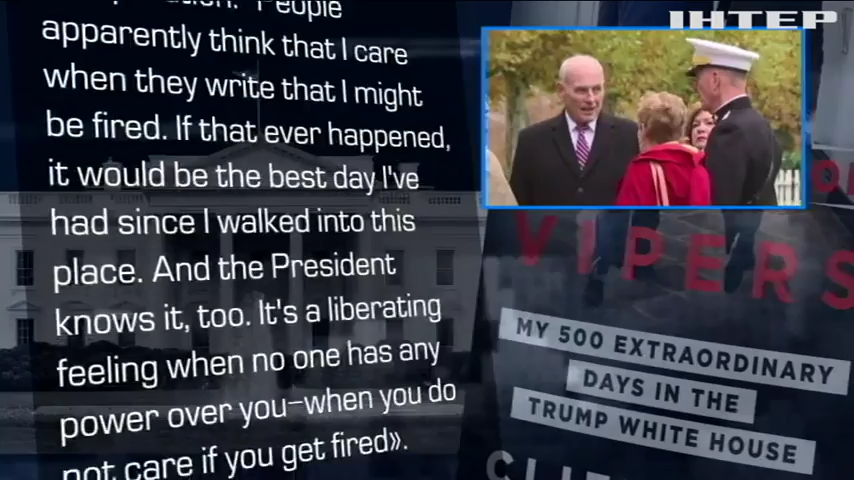 People
apparently think that I care
when they write that I might
be fired. If that ever happened,
it would be the best day I've
had since I walked into this
place. And the President
knows it, too. It's a liberating
feeling when no one has any
power over you—when you do
not care if you get fired».
ІНТЕР
VIPERS
MY 500 EXTRAORDINARY
DAYS IN THE
TRUMP WHITE HOUSE